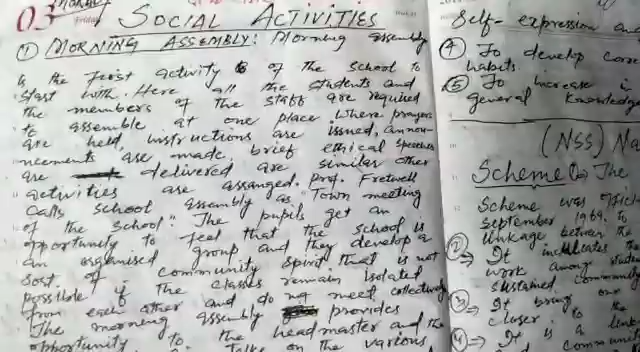 03
Friday
SOCIAL ACTIVITIES
① MORNING ASSEMBLY: Morning assembly
is the first activity of the school to
start with. Here all the students and
the members of the staff are required
to assemble at one place where prayers
are held, instructions are issued, announ-
ncements are made, brief ethical speeches
are delivered are similar other
activities are assanged. Prof. Fretwell
calls school assembly as "Town meeting
of the School." The pupils get an
opportunity to feel that the school is
an organised group and they develop a
sort of community spirit that is not
possible if the classes remain isolated
from each other and do not meet collectively
The morning assembly provides
opportunity to the headmaster and the
talk on the various
Self-expression and
④ To develop
habits.
⑤ To increase
general knowledge
(NSS) Na
Scheme The
Scheme was
September 1969. to
linkage between the
② It inculcates
work among
sustained community
③ It bring
closer to the
④ It is a link